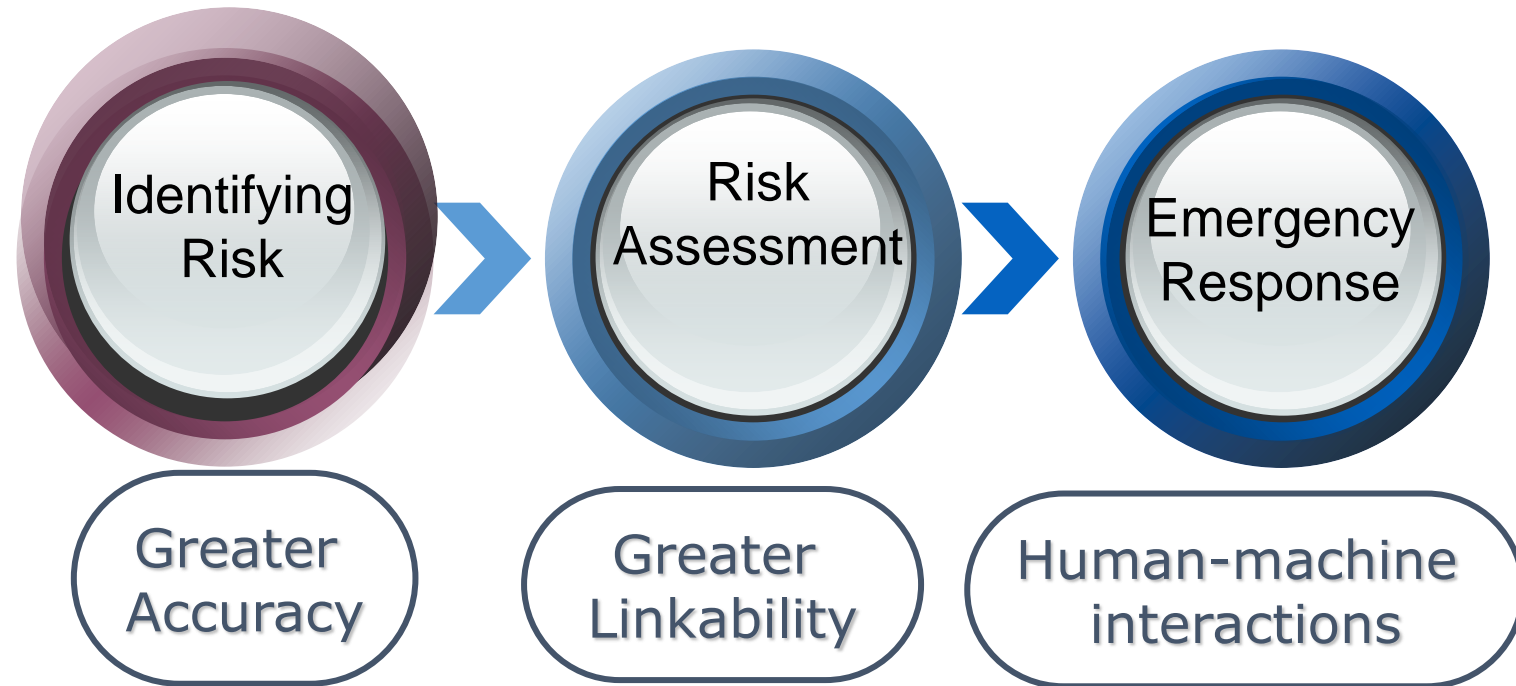 Identifying
Risk
Risk
Assessment
Emergency
Response
Greater
Accuracy
Greater
Linkability
Human-machine
interactions